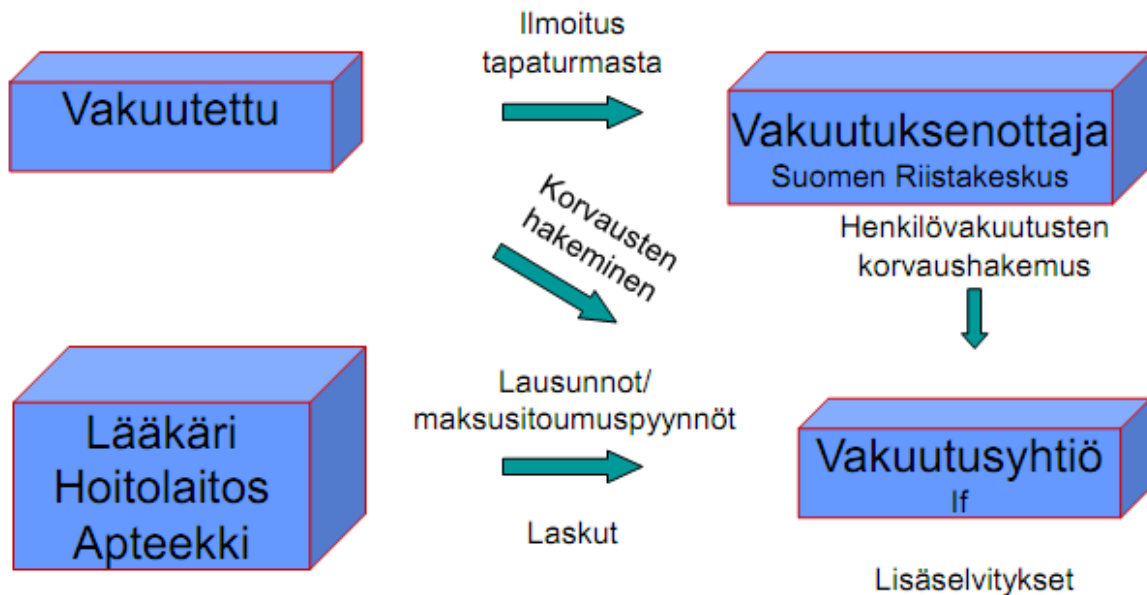 Ilmoitus
tapaturmasta
Vakuutettu
Vakuutuksenottaja
Suomen Riistakeskus
Korvausten
hakeminen
Henkilövakuutusten
korvaushakemus
Lääkäri
Hoitolaitos
Apteekki
Lausunnot/
maksusitoumuspyynnöt
Laskut
Vakuutusyhtiö
If
Lisäselvitykset